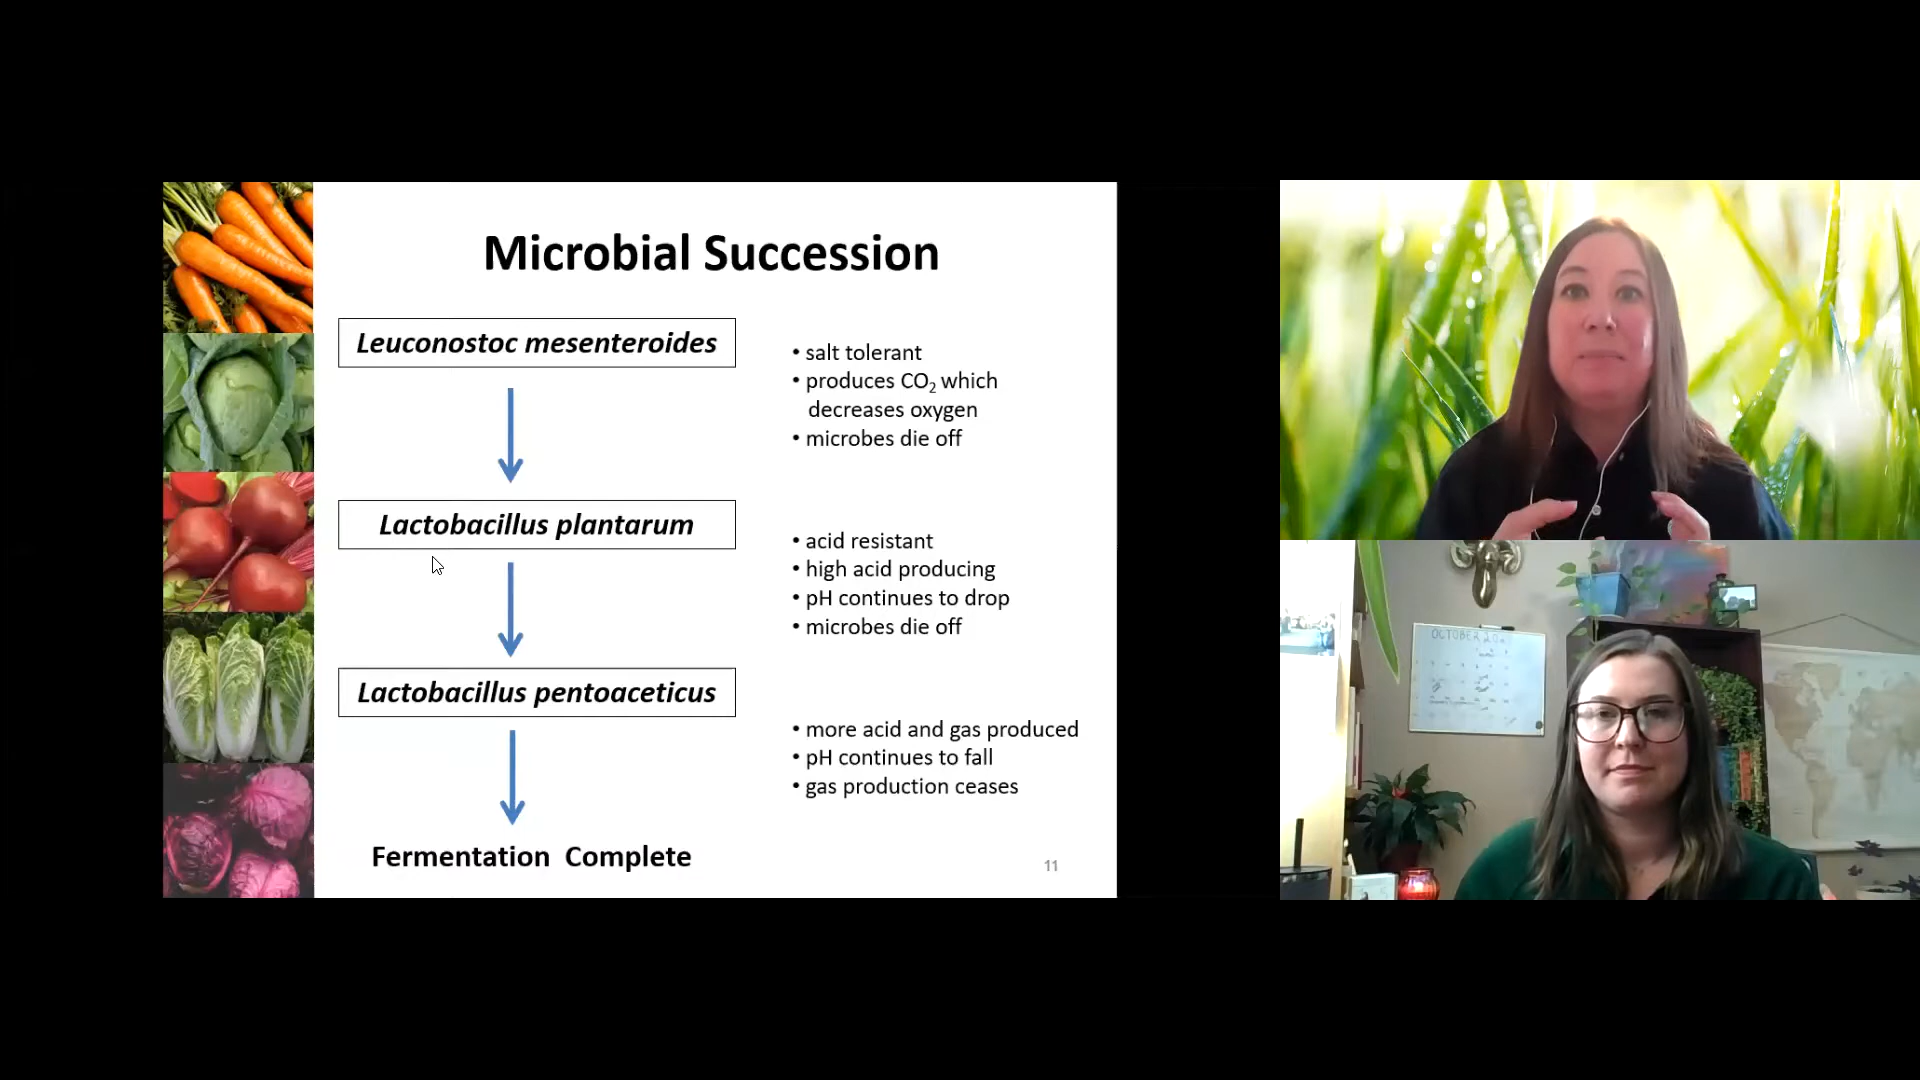 Microbial Succession
Leuconostoc mesenteroides
• salt tolerant
• produces CO₂ which
decreases oxygen
• microbes die off
Lactobacillus plantarum
• acid resistant
• high acid producing
• pH continues to drop
• microbes die off
Lactobacillus pentoaceticus
• more acid and gas produced
• pH continues to fall
• gas production ceases
Fermentation Complete
11
OCTOBER